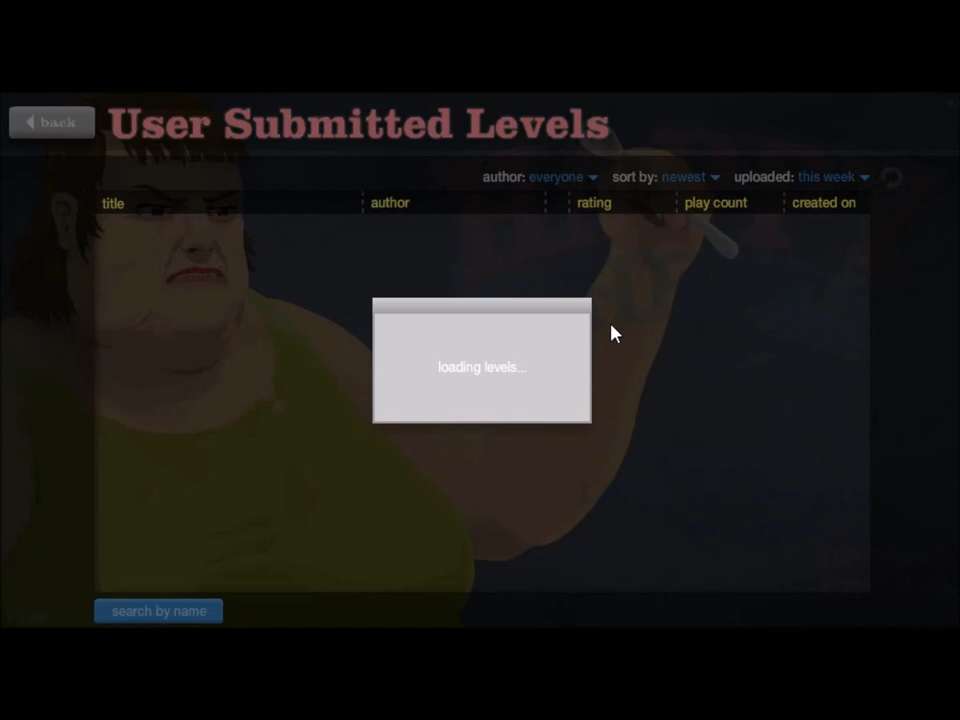 back
User Submitted Levels
author: everyone sort by: newest uploaded: this week
title author rating play count created on
loading levels...
search by name